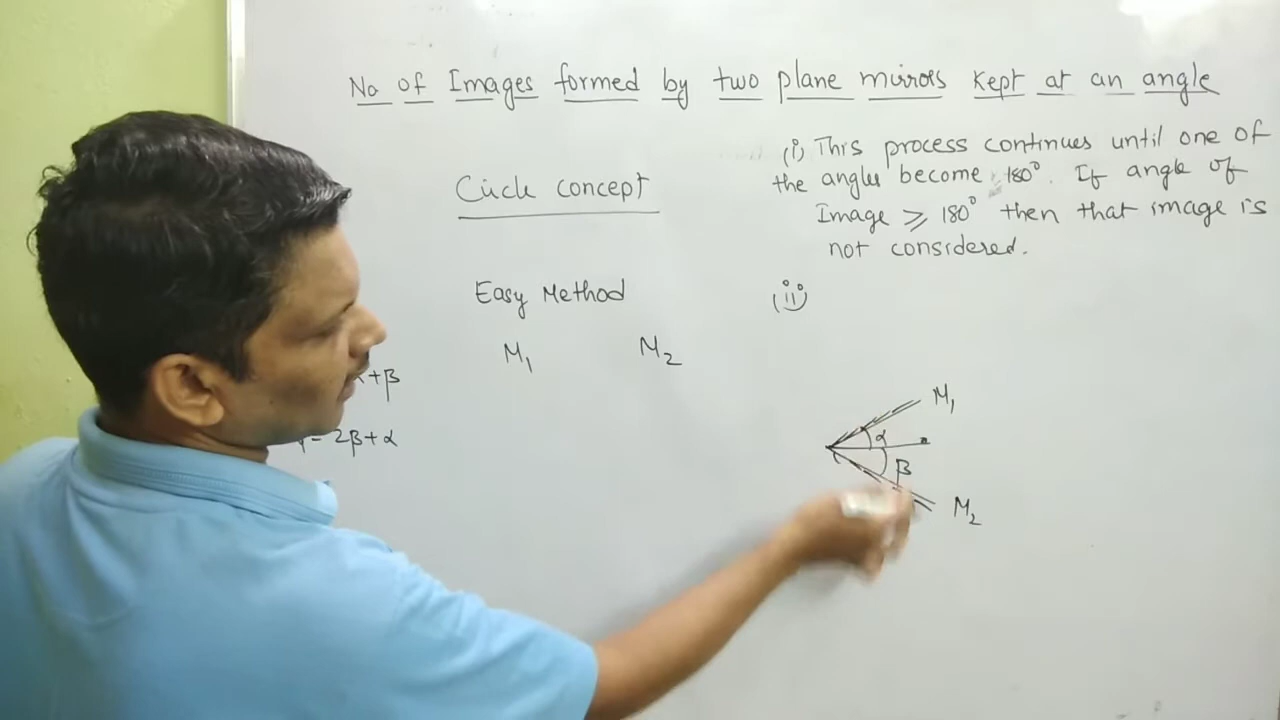 No of Images formed by two plane mirrors Kept at an angle
(i) This process continues until one of
the angles become 180°. If angle of
Image ⩾ 180° then that image is
not considered.
Circle concept
Easy Method
(ii)
M₁ M₂
+β
2β+α
M₁
α
β
M₂